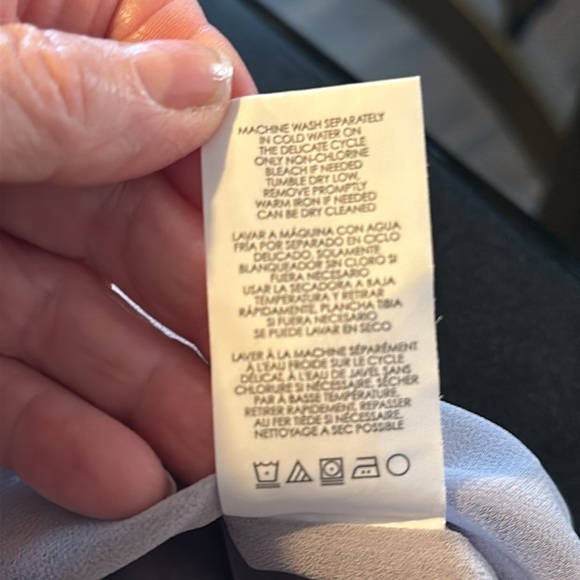 MACHINE WASH SEPARATELY
IN COLD WATER ON
THE DELICATE CYCLE
ONLY NON-CHLORINE
BLEACH IF NEEDED
TUMBLE DRY LOW,
REMOVE PROMPTLY
WARM IRON IF NEEDED
CAN BE DRY CLEANED
LAVAR A MÁQUINA CON AGUA
FRÍA POR SEPARADO EN CICLO
DELICADO, SOLAMENTE
BLANQUEADOR SIN CLORO SI
FUERA NECESARIO
USAR LA SECADORA A BAJA
TEMPERATURA Y RETIRAR
RÁPIDAMENTE, PLANCHA TIBIA
SI FUERA NECESARIO
SE PUEDE LAVAR EN SECO
LAVER À LA MACHINE SÉPARÉMENT
À L'EAU FROIDE SUR LE CYCLE
DÉLICAT, À L'EAU DE JAVEL SANS
CHLORURE SI NÉCESSAIRE, SÉCHER
PAR À BASSE TEMPÉRATURE,
RETIRER RAPIDEMENT, REPASSER
AU FER TIÈDE SI NÉCESSAIRE,
NETTOYAGE A SEC POSSIBLE